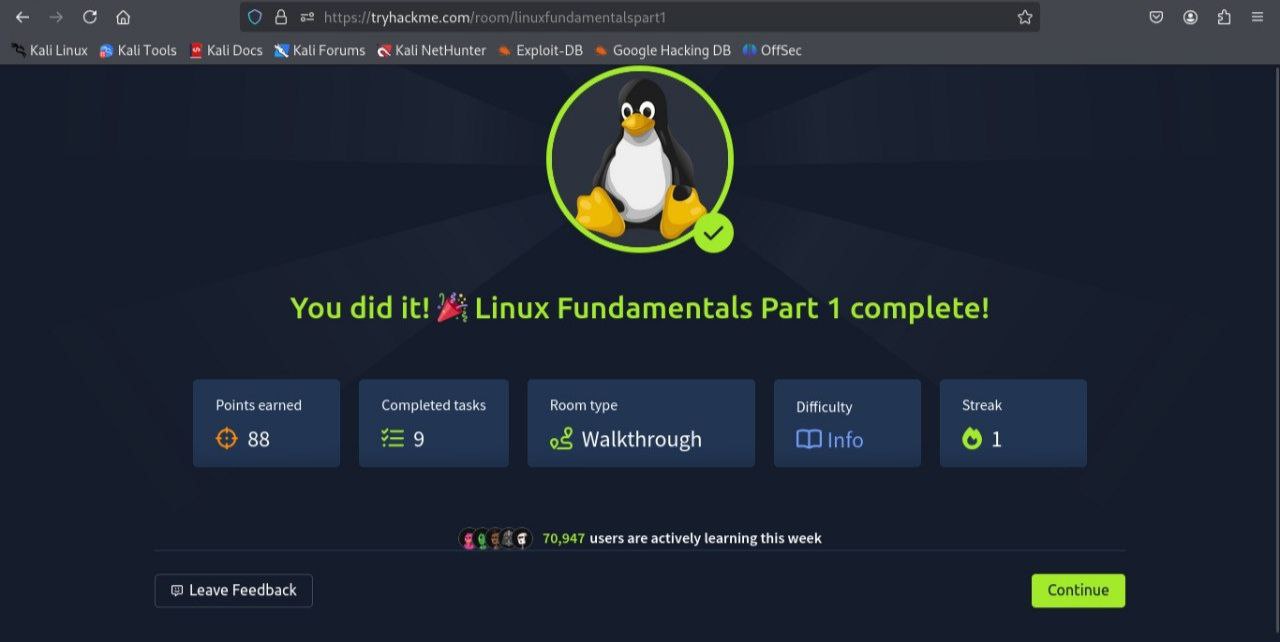 https://tryhackme.com/room/linuxfundamentalspart1
Kali Linux Kali Tools Kali Docs Kali Forums Kali NetHunter Exploit-DB Google Hacking DB OffSec
You did it! 🎉 Linux Fundamentals Part 1 complete!
Points earned Completed tasks Room type Difficulty Streak
88 9 Walkthrough Info 1
70,947 users are actively learning this week
Leave Feedback Continue